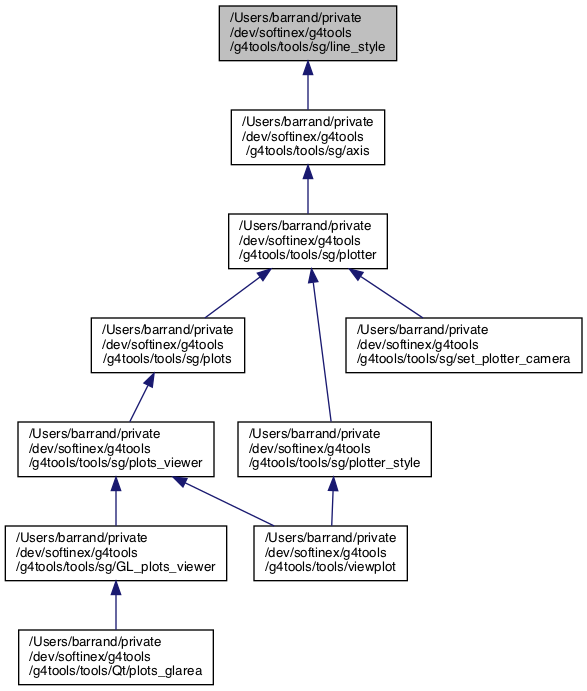 /Users/barrand/private
/dev/softinex/g4tools
/g4tools/tools/sg/line_style
/Users/barrand/private
/dev/softinex/g4tools
/g4tools/tools/sg/axis
/Users/barrand/private
/dev/softinex/g4tools
/g4tools/tools/sg/plotter
/Users/barrand/private
/dev/softinex/g4tools
/g4tools/tools/sg/plots
/Users/barrand/private
/dev/softinex/g4tools
/g4tools/tools/sg/set_plotter_camera
/Users/barrand/private
/dev/softinex/g4tools
/g4tools/tools/sg/plots_viewer
/Users/barrand/private
/dev/softinex/g4tools
/g4tools/tools/sg/plotter_style
/Users/barrand/private
/dev/softinex/g4tools
/g4tools/tools/sg/GL_plots_viewer
/Users/barrand/private
/dev/softinex/g4tools
/g4tools/tools/viewplot
/Users/barrand/private
/dev/softinex/g4tools
/g4tools/tools/Qt/plots_glarea